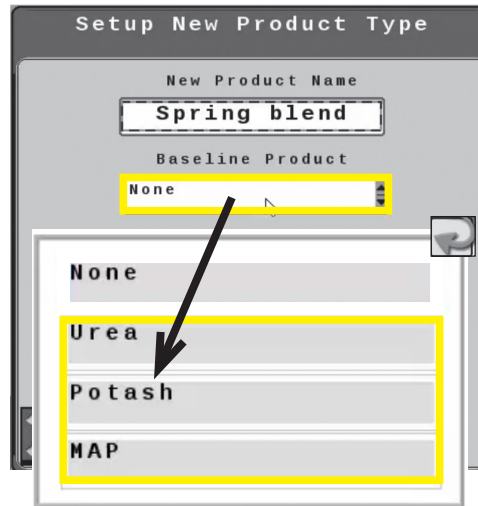 Setup New Product Type
New Product Name
Spring blend
Baseline Product
None
None
Urea
Potash
MAP